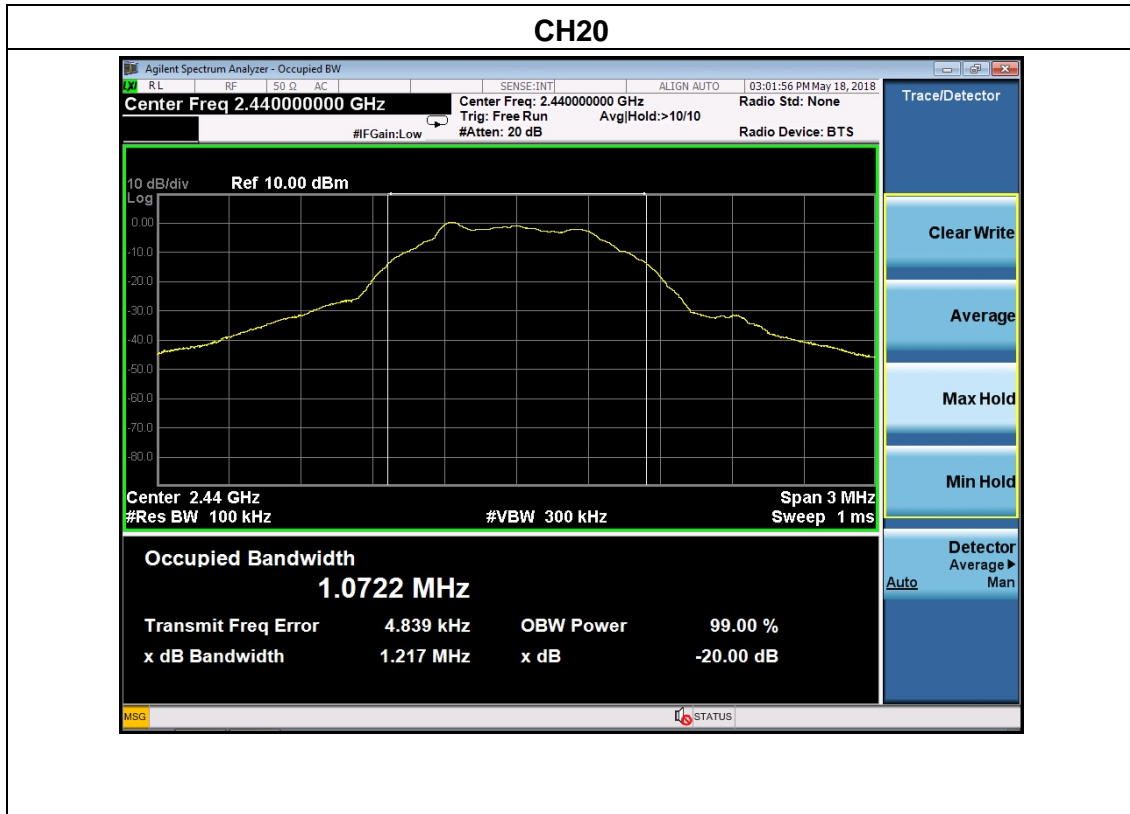 CH20
Agilent Spectrum Analyzer - Occupied BW
LXI RL RF 50 Ω AC SENSE:INT ALIGN AUTO 03:01:56 PM May 18, 2018
Center Freq 2.440000000 GHz
Center Freq: 2.440000000 GHz Radio Std: None
Trig: Free Run Avg|Hold:>10/10
#IFGain:Low #Atten: 20 dB Radio Device: BTS
10 dB/div Ref 10.00 dBm
Log
0.00
-10.0
-20.0
-30.0
-40.0
-50.0
-60.0
-70.0
-80.0
Center 2.44 GHz Span 3 MHz
#Res BW 100 kHz #VBW 300 kHz Sweep 1 ms
Occupied Bandwidth
1.0722 MHz
Transmit Freq Error 4.839 kHz OBW Power 99.00 %
x dB Bandwidth 1.217 MHz x dB -20.00 dB
Trace/Detector
Clear Write
Average
Max Hold
Min Hold
Detector
Average▶
Auto Man
MSG STATUS